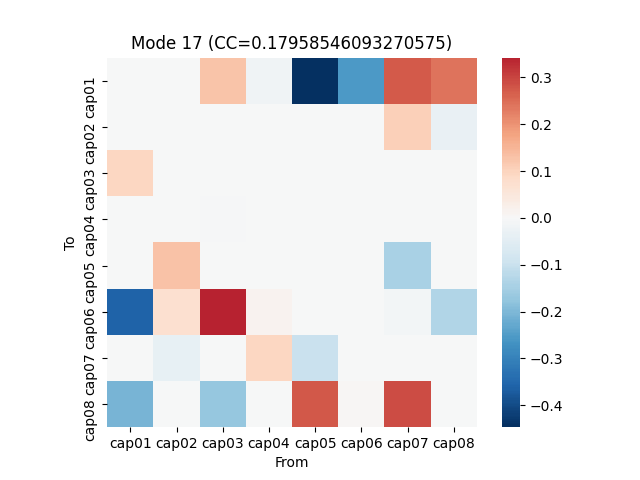 Mode 17 (CC=0.17958546093270575)
To
cap01
cap02
cap03
cap04
cap05
cap06
cap07
cap08
cap01 cap02 cap03 cap04 cap05 cap06 cap07 cap08
From
0.3
0.2
0.1
0.0
−0.1
−0.2
−0.3
−0.4